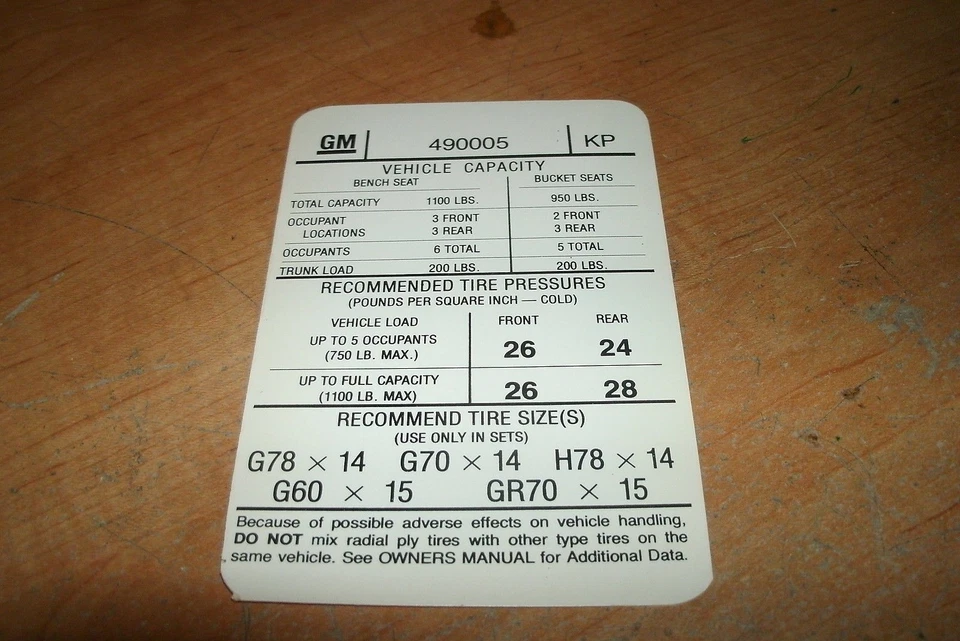 GM 490005 KP
VEHICLE CAPACITY
BENCH SEAT BUCKET SEATS
TOTAL CAPACITY 1100 LBS. 950 LBS.
OCCUPANT 3 FRONT 2 FRONT
LOCATIONS 3 REAR 3 REAR
OCCUPANTS 6 TOTAL 5 TOTAL
TRUNK LOAD 200 LBS. 200 LBS.
RECOMMENDED TIRE PRESSURES
(POUNDS PER SQUARE INCH — COLD)
VEHICLE LOAD FRONT REAR
UP TO 5 OCCUPANTS
(750 LB. MAX.) 26 24
UP TO FULL CAPACITY
(1100 LB. MAX) 26 28
RECOMMEND TIRE SIZE(S)
(USE ONLY IN SETS)
G78 × 14 G70 × 14 H78 × 14
G60 × 15 GR70 × 15
Because of possible adverse effects on vehicle handling,
DO NOT mix radial ply tires with other type tires on the
same vehicle. See OWNERS MANUAL for Additional Data.